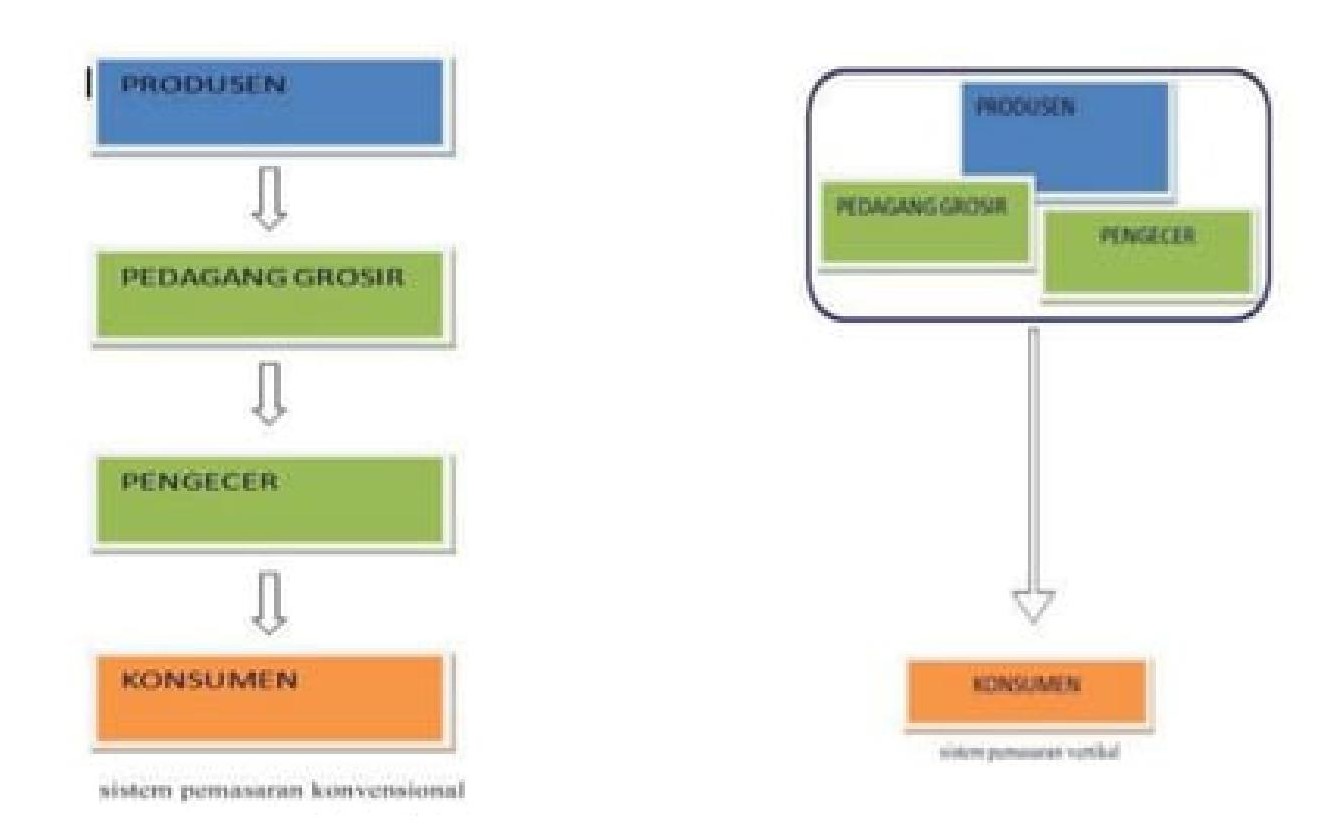 PRODUSEN
PEDAGANG GROSIR
PENGECER
KONSUMEN
sistem pemasaran konvensional
PRODUSEN
PEDAGANG GROSIR
PENGECER
KONSUMEN
sistem pemasaran vertikal